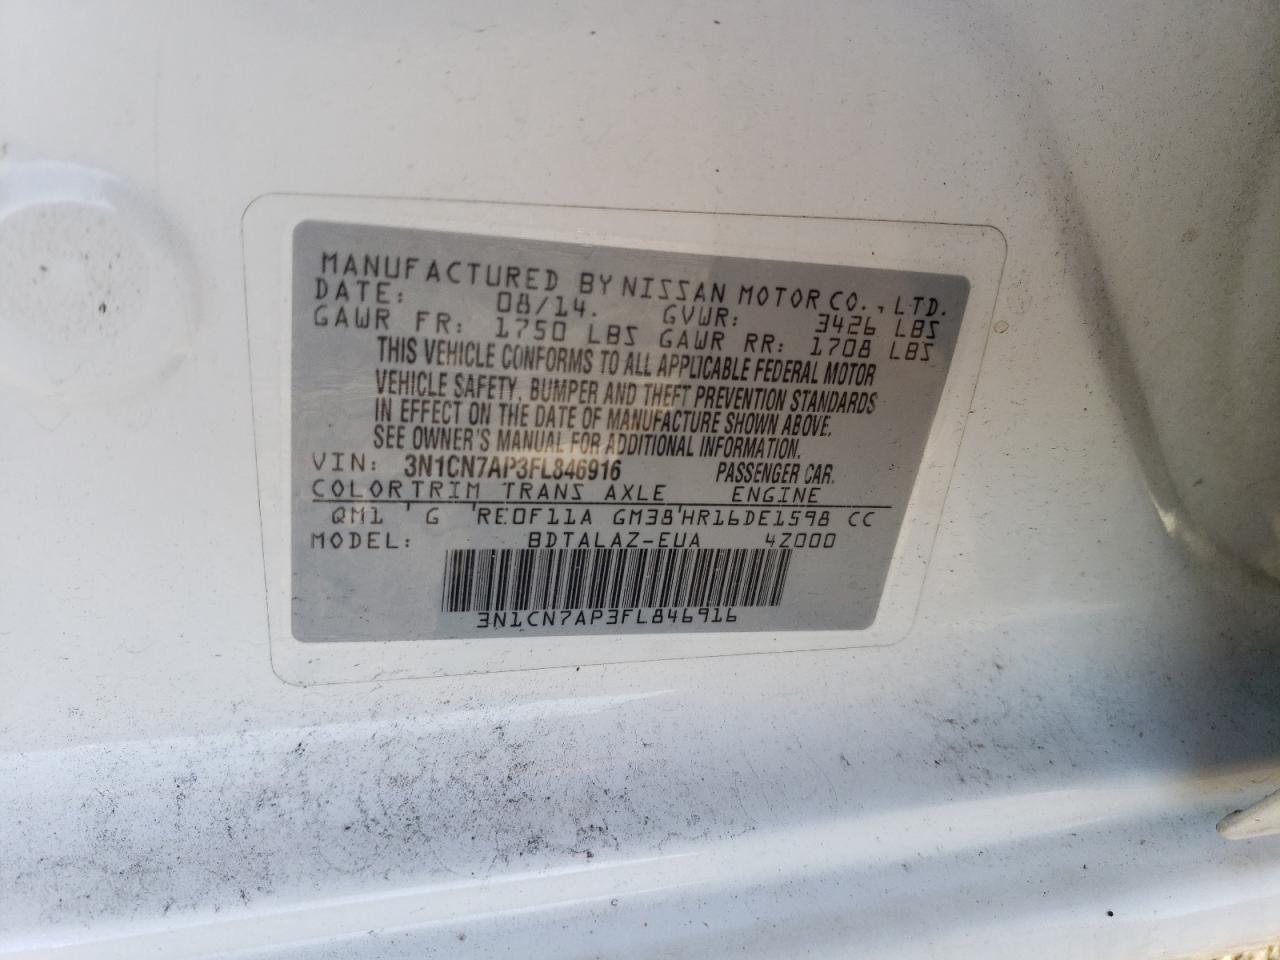 MANUFACTURED BY NISSAN MOTOR CO., LTD.
DATE: 08/14. GVWR: 3426 LBS
GAWR FR: 1750 LBS GAWR RR: 1708 LBS
THIS VEHICLE CONFORMS TO ALL APPLICABLE FEDERAL MOTOR
VEHICLE SAFETY, BUMPER AND THEFT PREVENTION STANDARDS
IN EFFECT ON THE DATE OF MANUFACTURE SHOWN ABOVE.
SEE OWNER'S MANUAL FOR ADDITIONAL INFORMATION.
VIN: 3N1CN7AP3FL846916 PASSENGER CAR.
COLOR TRIM TRANS AXLE ENGINE
QM1 ' G 'RE0F11A GM38'HR16DE1598 CC
MODEL: BDTALAZ-EUA 4Z000
3N1CN7AP3FL846916